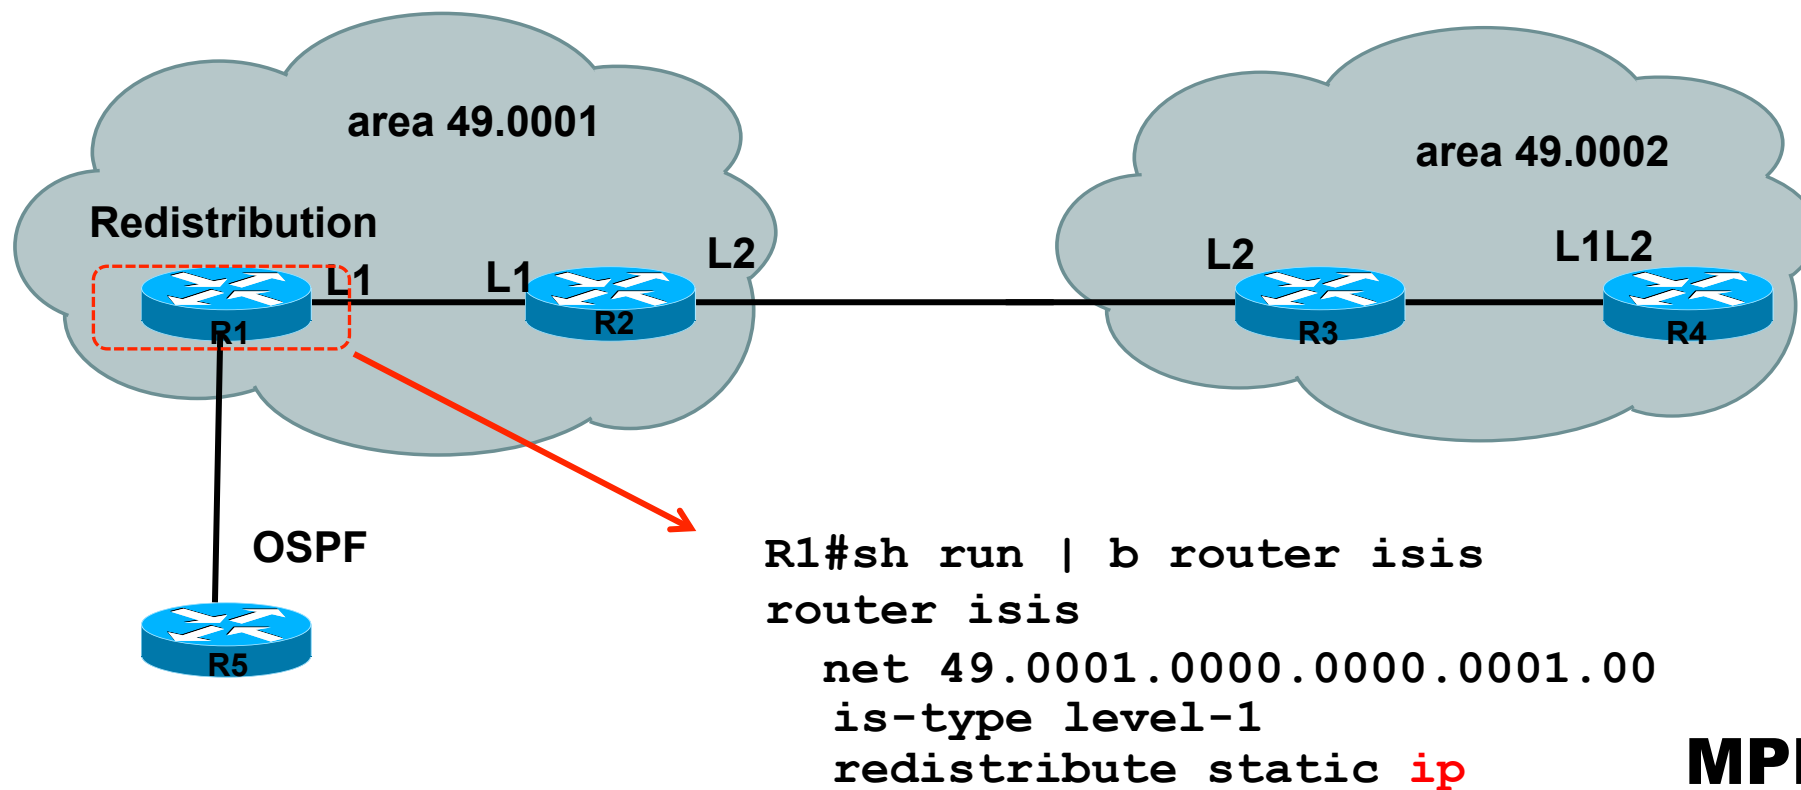 area 49.0001
area 49.0002
Redistribution
L1
L1
L2
L2
L1L2
R1
R2
R3
R4
OSPF
R5
R1#sh run | b router isis
router isis
net 49.0001.0000.0000.0001.00
is-type level-1
redistribute static ip